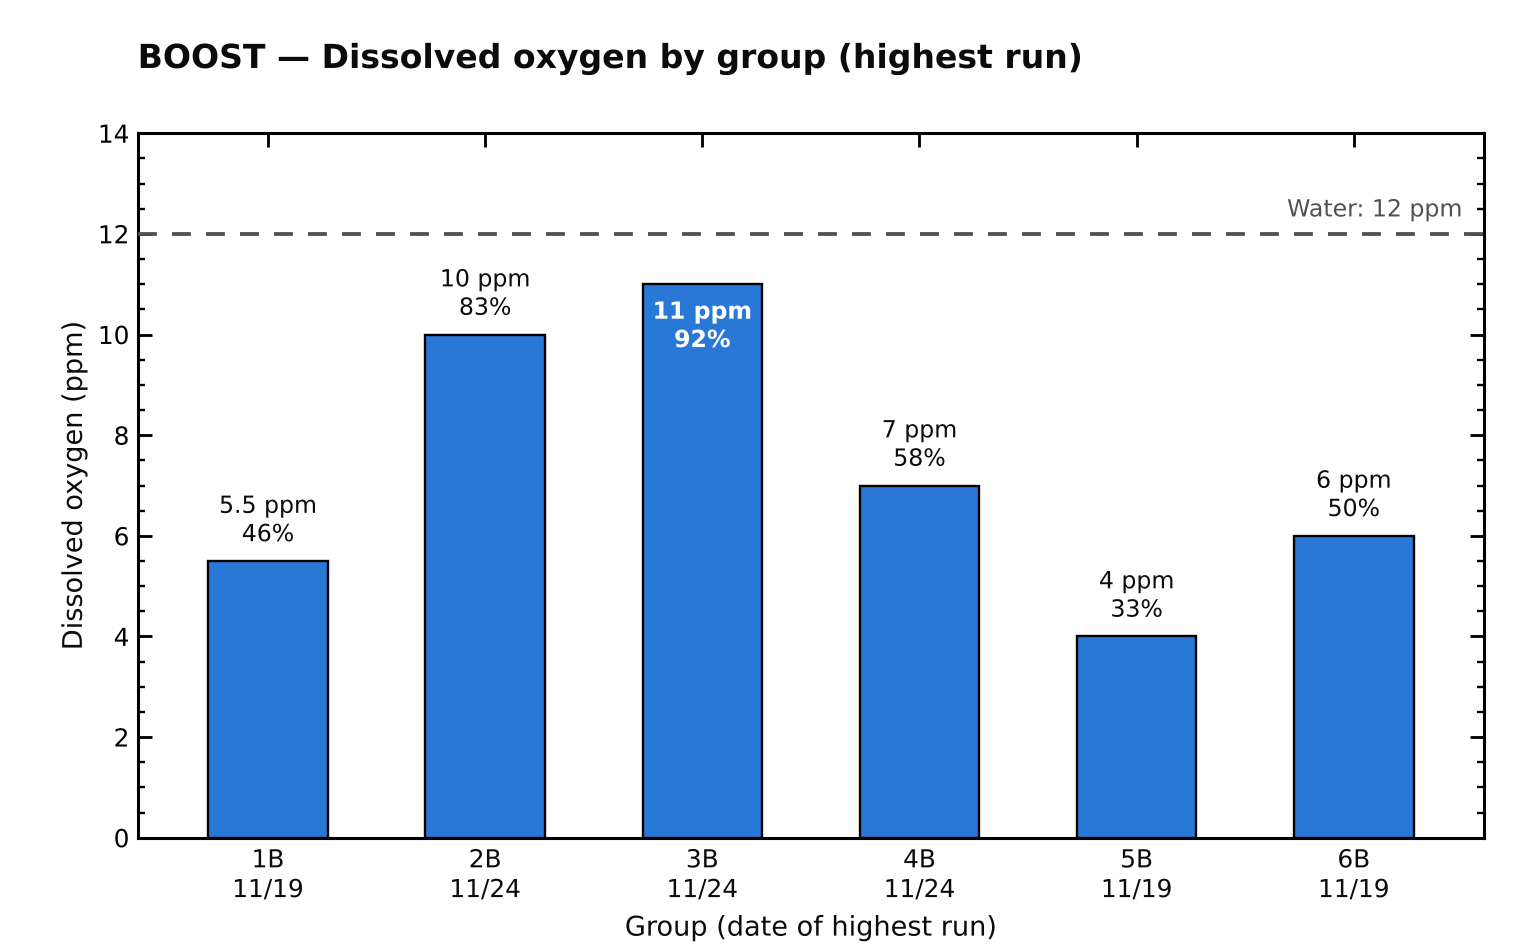 BOOST — Dissolved oxygen by group (highest run)
14
12
10
8
6
4
2
0
Dissolved oxygen (ppm)
Water: 12 ppm
5.5 ppm
46%
10 ppm
83%
11 ppm
92%
7 ppm
58%
4 ppm
33%
6 ppm
50%
1B
11/19
2B
11/24
3B
11/24
4B
11/24
5B
11/19
6B
11/19
Group (date of highest run)